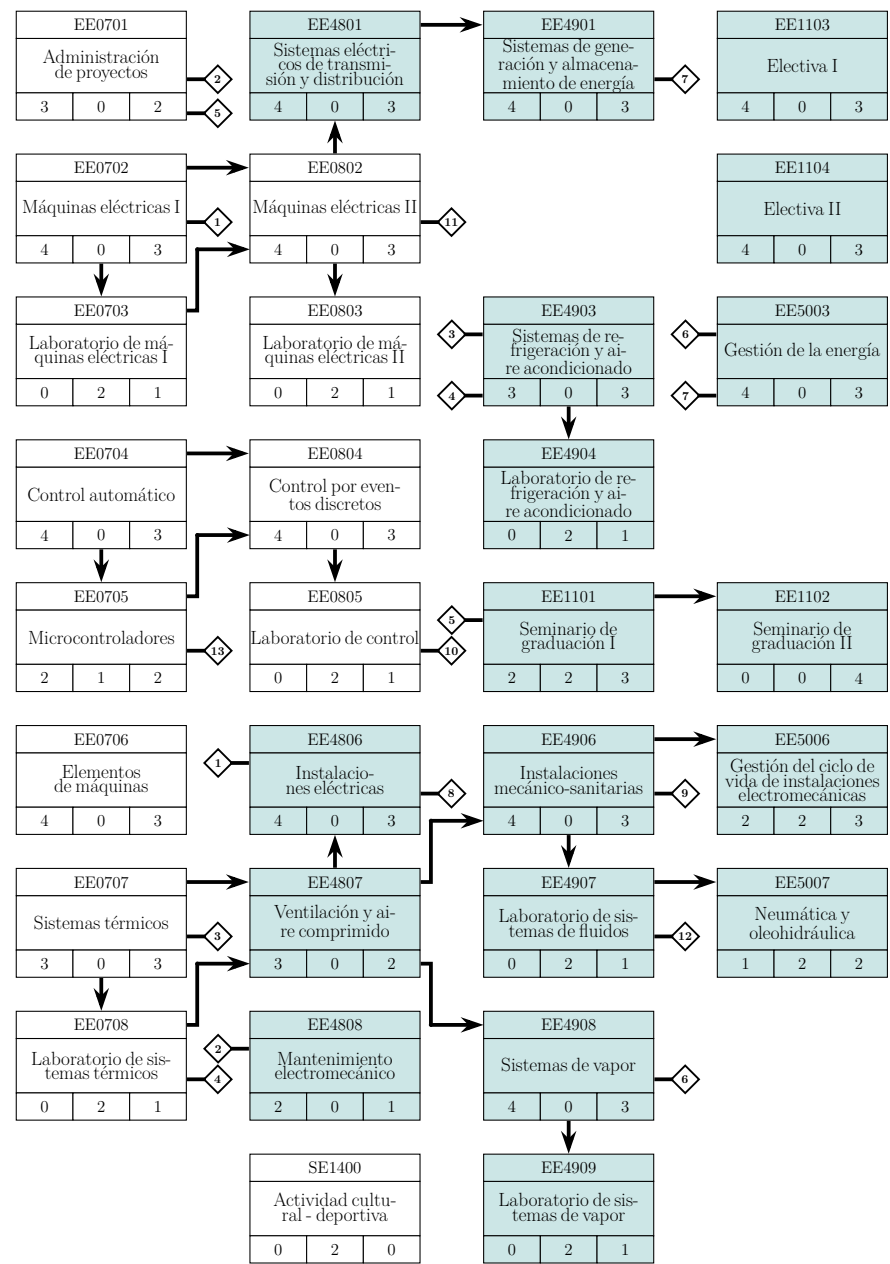 EE0701
Administración
de proyectos
3 0 2
2
5
EE0702
Máquinas eléctricas I
4 0 3
1
EE0703
Laboratorio de má-
quinas eléctricas I
0 2 1
EE0704
Control automático
4 0 3
EE0705
Microcontroladores
2 1 2
13
EE0706
Elementos
de máquinas
4 0 3
EE0707
Sistemas térmicos
3 0 3
3
EE0708
Laboratorio de sis-
temas térmicos
0 2 1
4
EE4801
Sistemas eléctri-
cos de transmi-
sión y distribución
4 0 3
EE0802
Máquinas eléctricas II
4 0 3
11
EE0803
Laboratorio de má-
quinas eléctricas II
0 2 1
EE0804
Control por even-
tos discretos
4 0 3
EE0805
Laboratorio de control
0 2 1
10
1
EE4806
Instalacio-
nes eléctricas
4 0 3
8
EE4807
Ventilación y ai-
re comprimido
3 0 2
2
EE4808
Mantenimiento
electromecánico
2 0 1
SE1400
Actividad cultu-
ral - deportiva
0 2 0
EE4901
Sistemas de gene-
ración y almacena-
miento de energía
4 0 3
7
3
4
EE4903
Sistemas de re-
frigeración y ai-
re acondicionado
3 0 3
EE4904
Laboratorio de re-
frigeración y ai-
re acondicionado
0 2 1
5
EE1101
Seminario de
graduación I
2 2 3
EE4906
Instalaciones
mecánico-sanitarias
4 0 3
9
EE4907
Laboratorio de sis-
temas de fluidos
0 2 1
12
EE4908
Sistemas de vapor
4 0 3
6
EE4909
Laboratorio de sis-
temas de vapor
0 2 1
EE1103
Electiva I
4 0 3
EE1104
Electiva II
4 0 3
6
7
EE5003
Gestión de la energía
4 0 3
EE1102
Seminario de
graduación II
0 0 4
EE5006
Gestión del ciclo de
vida de instalaciones
electromecánicas
2 2 3
EE5007
Neumática y
oleohidráulica
1 2 2